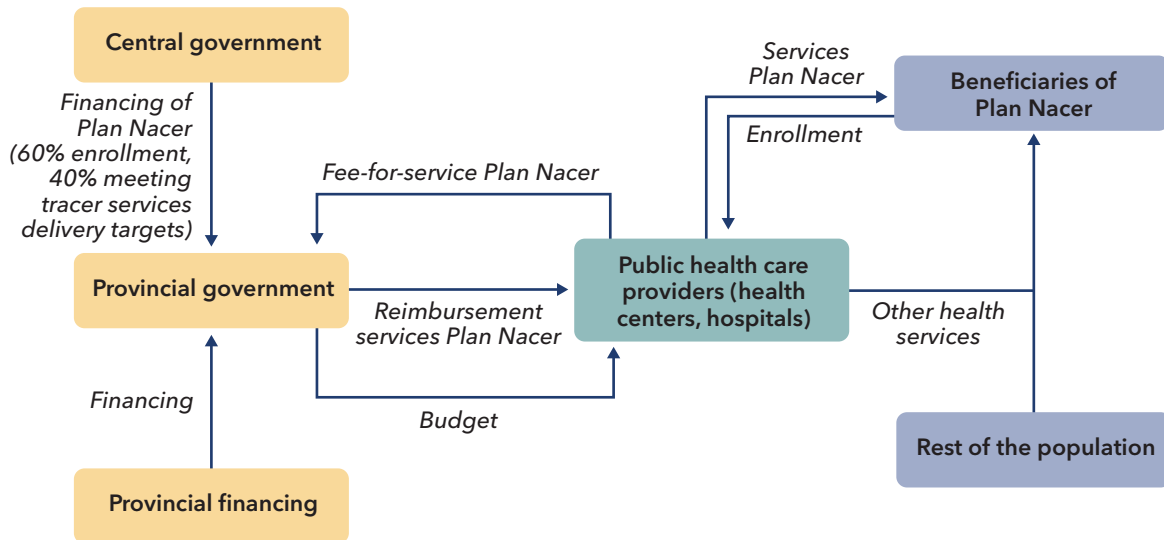 Central government
Financing of
Plan Nacer
(60% enrollment,
40% meeting
tracer services
delivery targets)
Provincial government
Financing
Provincial financing
Fee-for-service Plan Nacer
Reimbursement
services Plan Nacer
Budget
Public health care
providers (health
centers, hospitals)
Services
Plan Nacer
Enrollment
Beneficiaries of
Plan Nacer
Other health
services
Rest of the population